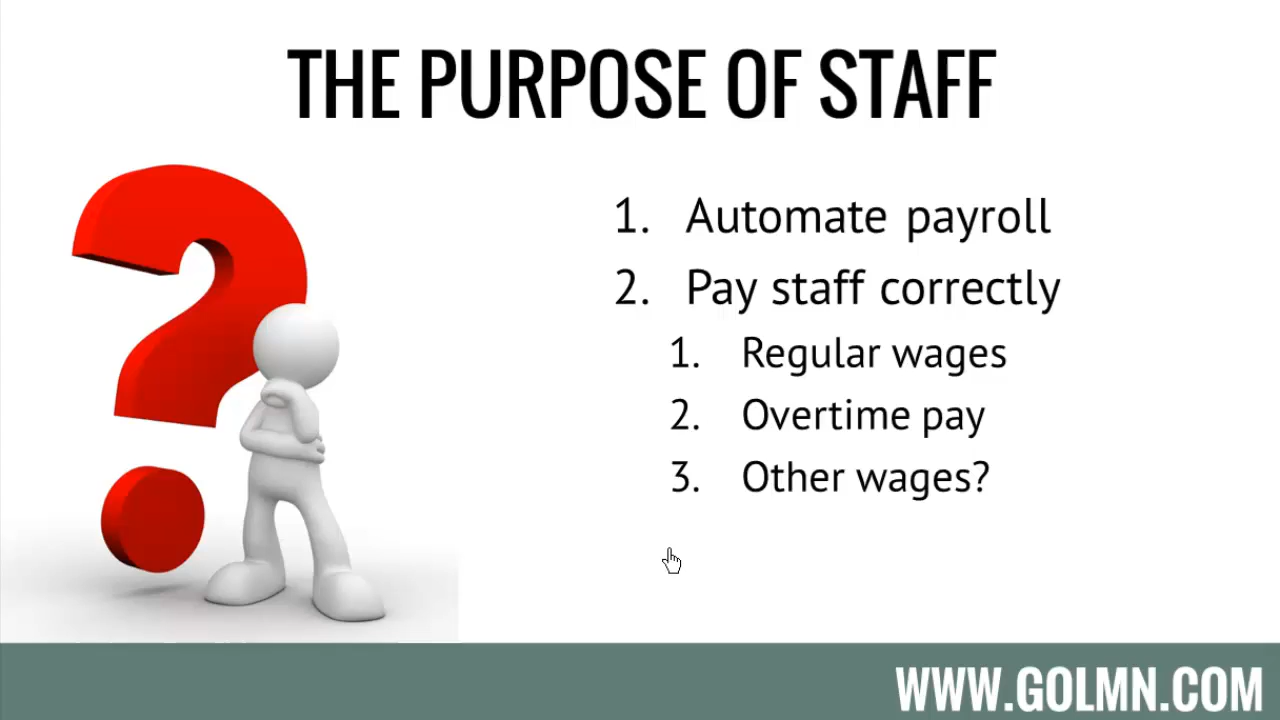 THE PURPOSE OF STAFF
1. Automate payroll
2. Pay staff correctly
1. Regular wages
2. Overtime pay
3. Other wages?
WWW.GOLMN.COM